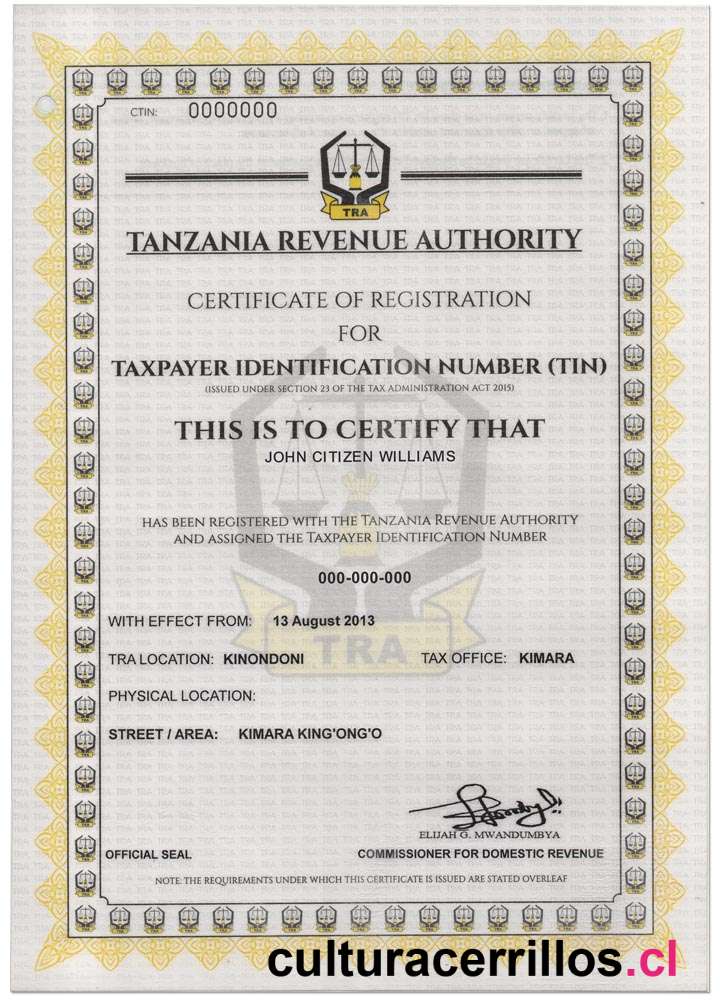 CTIN: 0000000
TRA
TANZANIA REVENUE AUTHORITY
CERTIFICATE OF REGISTRATION
FOR
TAXPAYER IDENTIFICATION NUMBER (TIN)
(ISSUED UNDER SECTION 23 OF THE TAX ADMINISTRATION ACT 2015)
THIS IS TO CERTIFY THAT
JOHN CITIZEN WILLIAMS
HAS BEEN REGISTERED WITH THE TANZANIA REVENUE AUTHORITY
AND ASSIGNED THE TAXPAYER IDENTIFICATION NUMBER
000-000-000
WITH EFFECT FROM: 13 August 2013
TRA
TRA LOCATION: KINONDONI TAX OFFICE: KIMARA
PHYSICAL LOCATION:
STREET / AREA: KIMARA KING'ONG'O
ELIJAH G. MWANDUMBYA
OFFICIAL SEAL COMMISSIONER FOR DOMESTIC REVENUE
NOTE: THE REQUIREMENTS UNDER WHICH THIS CERTIFICATE IS ISSUED ARE STATED OVERLEAF
culturacerrillos.cl